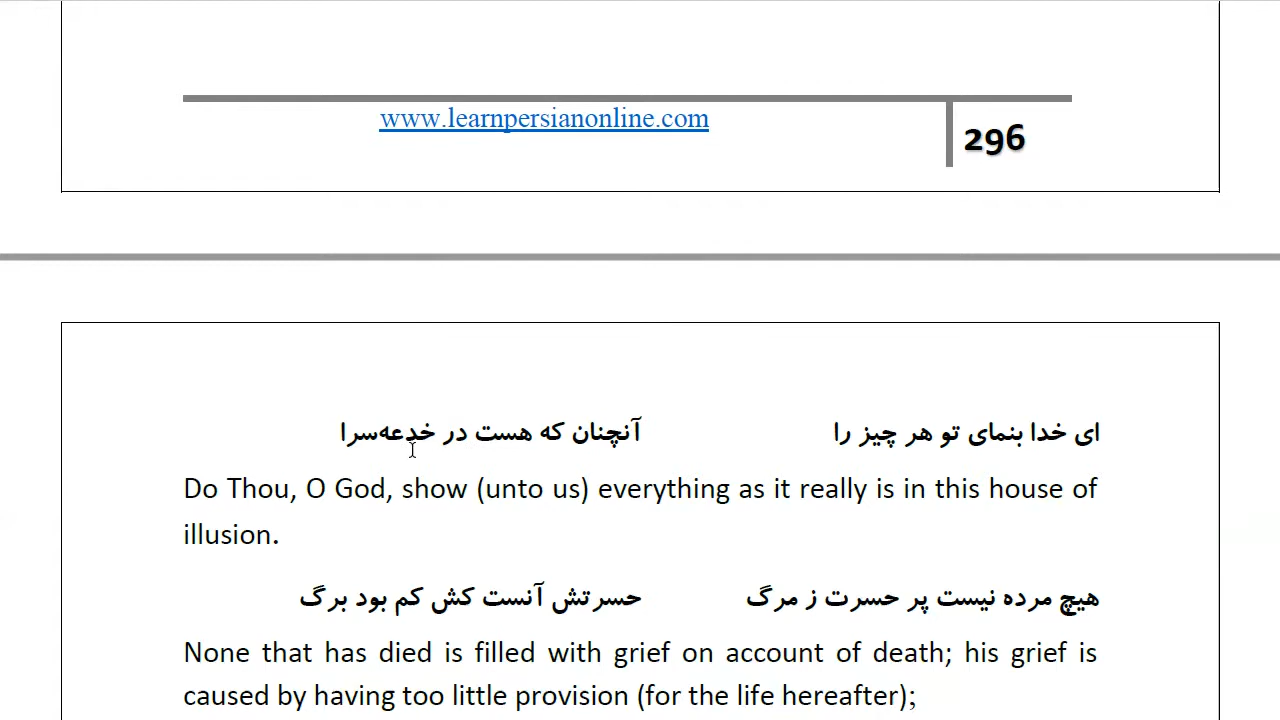 www.learnpersianonline.com
296
ای خدا بنمای تو هر چیز را آنچنان که هست در خدعه‌سرا
Do Thou, O God, show (unto us) everything as it really is in this house of
illusion.
هیچ مرده نیست پر حسرت ز مرگ حسرتش آنست کش کم بود برگ
None that has died is filled with grief on account of death; his grief is
caused by having too little provision (for the life hereafter);